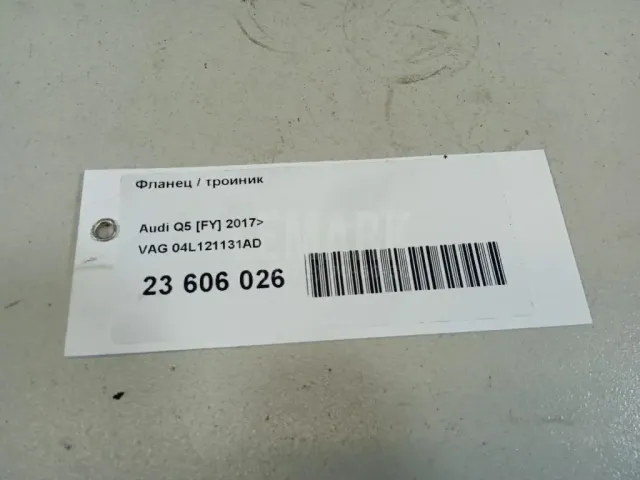 Фланец / тройник
Audi Q5 [FY] 2017>
VAG 04L121131AD
23 606 026